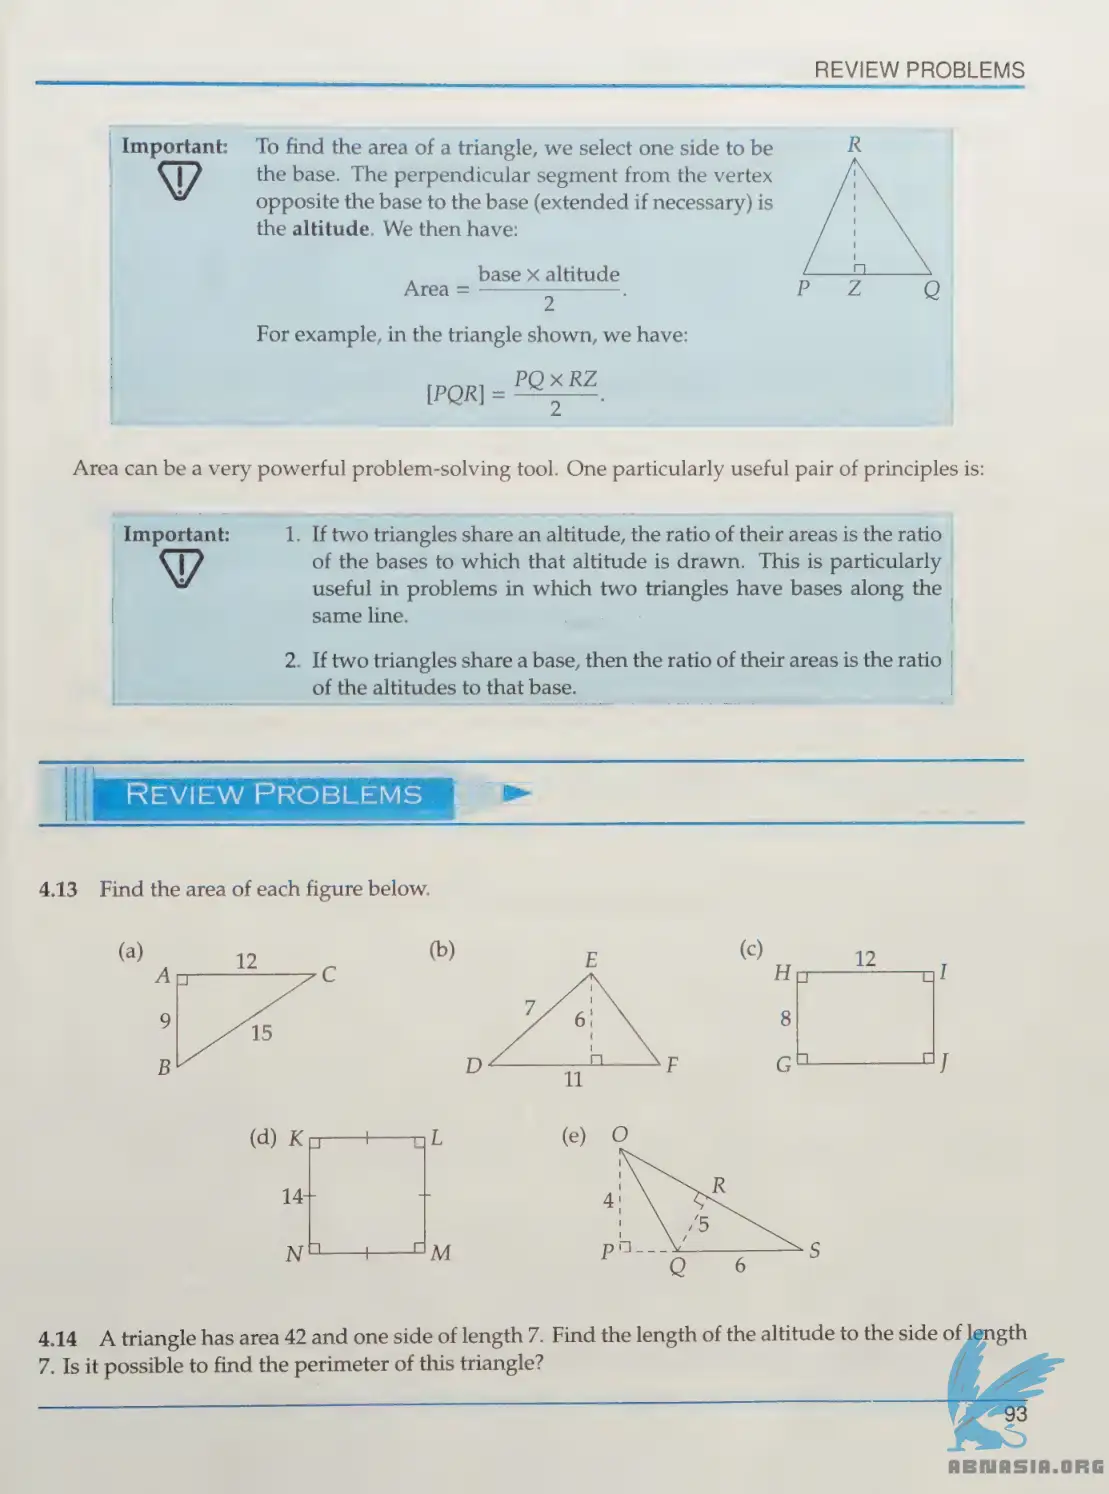 REVIEW PROBLEMS
Important:
To find the area of a triangle, we select one side to be
the base. The perpendicular segment from the vertex
opposite the base to the base (extended if necessary) is
the altitude. We then have:
Area = base × altitude / 2.
For example, in the triangle shown, we have:
[PQR] = PQ × RZ / 2.
R
P Z Q
Area can be a very powerful problem-solving tool. One particularly useful pair of principles is:
Important:
1. If two triangles share an altitude, the ratio of their areas is the ratio
of the bases to which that altitude is drawn. This is particularly
useful in problems in which two triangles have bases along the
same line.
2. If two triangles share a base, then the ratio of their areas is the ratio
of the altitudes to that base.
REVIEW PROBLEMS
4.13 Find the area of each figure below.
(a)
12
A C
9
15
B
(b)
E
7
6
D F
11
(c)
12
H I
8
G J
(d) K L
14
N M
(e) O
R
4
5
P S
Q 6
4.14 A triangle has area 42 and one side of length 7. Find the length of the altitude to the side of length
7. Is it possible to find the perimeter of this triangle?
93
ABNASIA.ORG